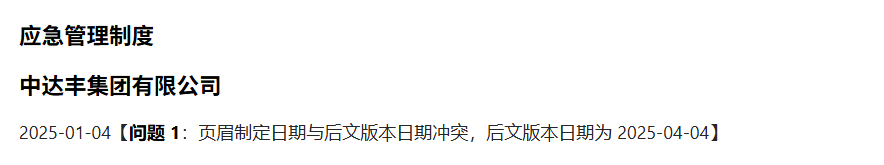 应急管理制度
中达丰集团有限公司
2025-01-04【问题 1：页眉制定日期与后文版本日期冲突，后文版本日期为 2025-04-04】